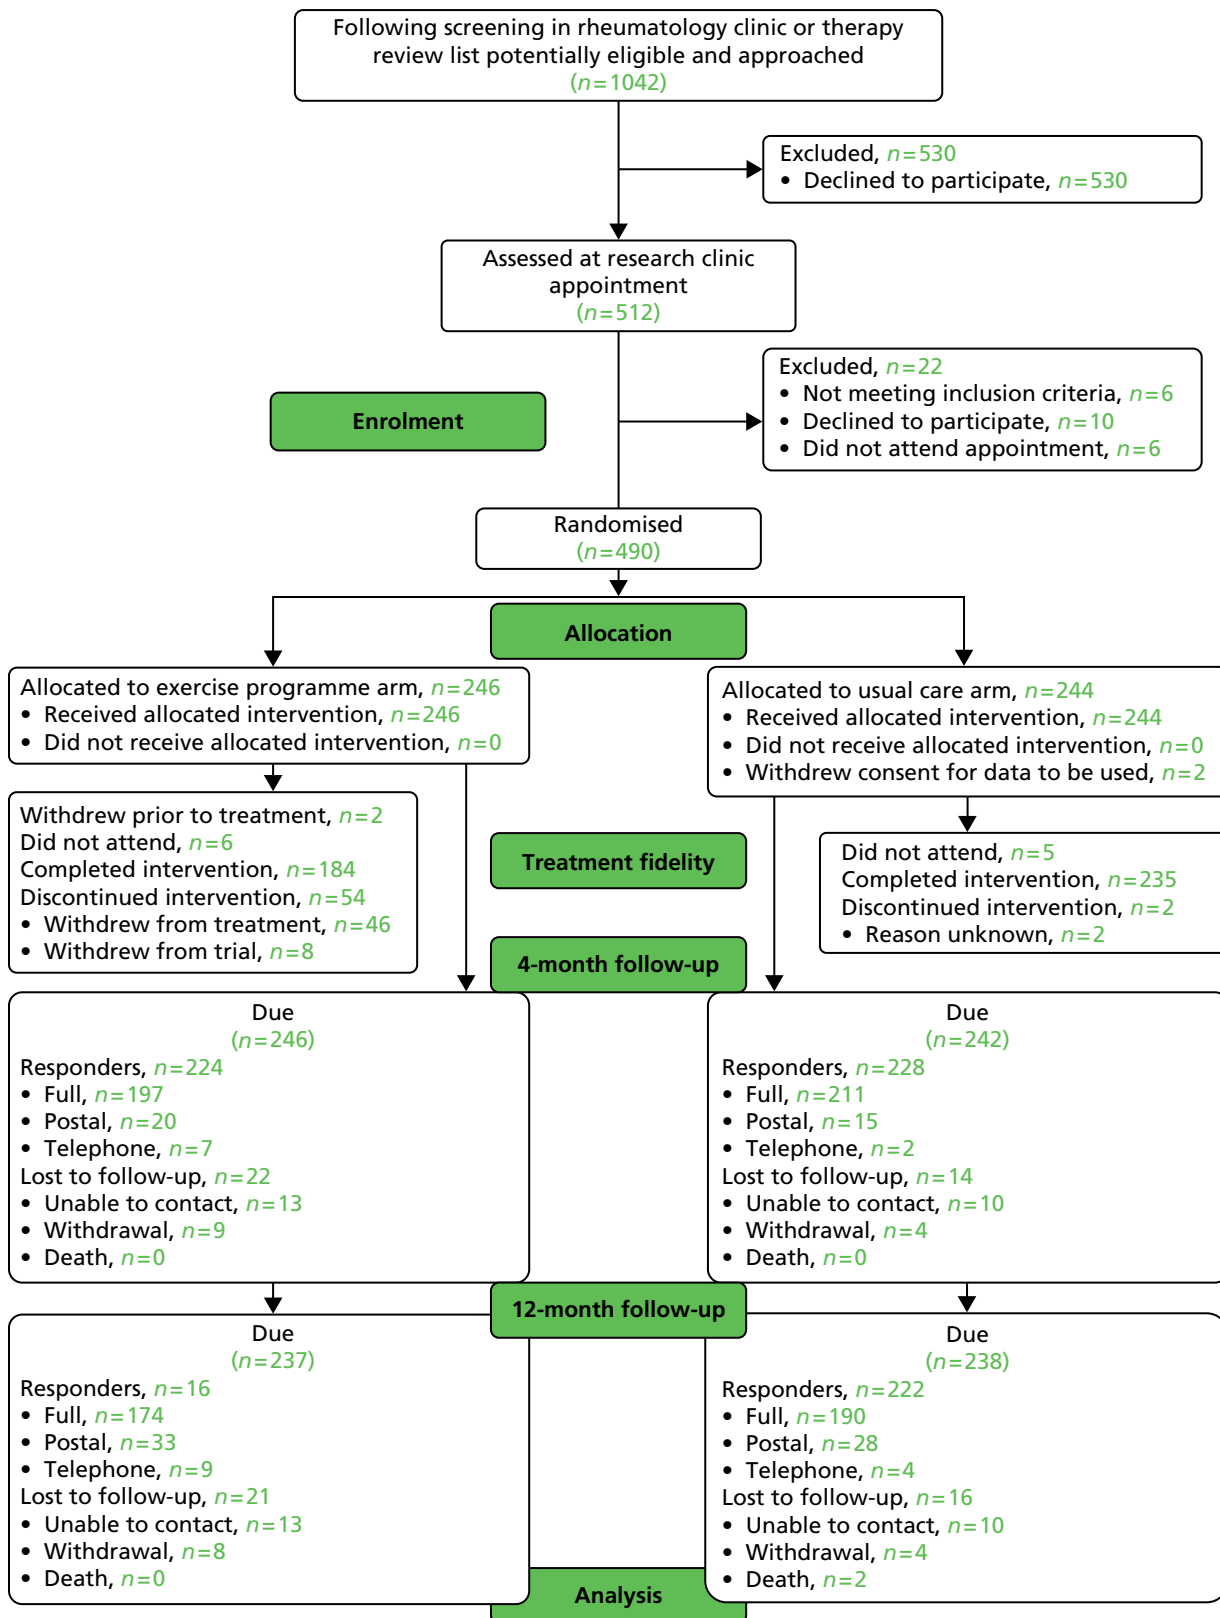 Following screening in rheumatology clinic or therapy
review list potentially eligible and approached
(n=1042)
Excluded, n=530
• Declined to participate, n=530
Assessed at research clinic
appointment
(n=512)
Excluded, n=22
• Not meeting inclusion criteria, n=6
• Declined to participate, n=10
• Did not attend appointment, n=6
Enrolment
Randomised
(n=490)
Allocation
Allocated to exercise programme arm, n=246
• Received allocated intervention, n=246
• Did not receive allocated intervention, n=0
Allocated to usual care arm, n=244
• Received allocated intervention, n=244
• Did not receive allocated intervention, n=0
• Withdrew consent for data to be used, n=2
Withdrew prior to treatment, n=2
Did not attend, n=6
Completed intervention, n=184
Discontinued intervention, n=54
• Withdrew from treatment, n=46
• Withdrew from trial, n=8
Treatment fidelity
Did not attend, n=5
Completed intervention, n=235
Discontinued intervention, n=2
• Reason unknown, n=2
4-month follow-up
Due
(n=246)
Responders, n=224
• Full, n=197
• Postal, n=20
• Telephone, n=7
Lost to follow-up, n=22
• Unable to contact, n=13
• Withdrawal, n=9
• Death, n=0
Due
(n=242)
Responders, n=228
• Full, n=211
• Postal, n=15
• Telephone, n=2
Lost to follow-up, n=14
• Unable to contact, n=10
• Withdrawal, n=4
• Death, n=0
12-month follow-up
Due
(n=237)
Responders, n=16
• Full, n=174
• Postal, n=33
• Telephone, n=9
Lost to follow-up, n=21
• Unable to contact, n=13
• Withdrawal, n=8
• Death, n=0
Due
(n=238)
Responders, n=222
• Full, n=190
• Postal, n=28
• Telephone, n=4
Lost to follow-up, n=16
• Unable to contact, n=10
• Withdrawal, n=4
• Death, n=2
Analysis